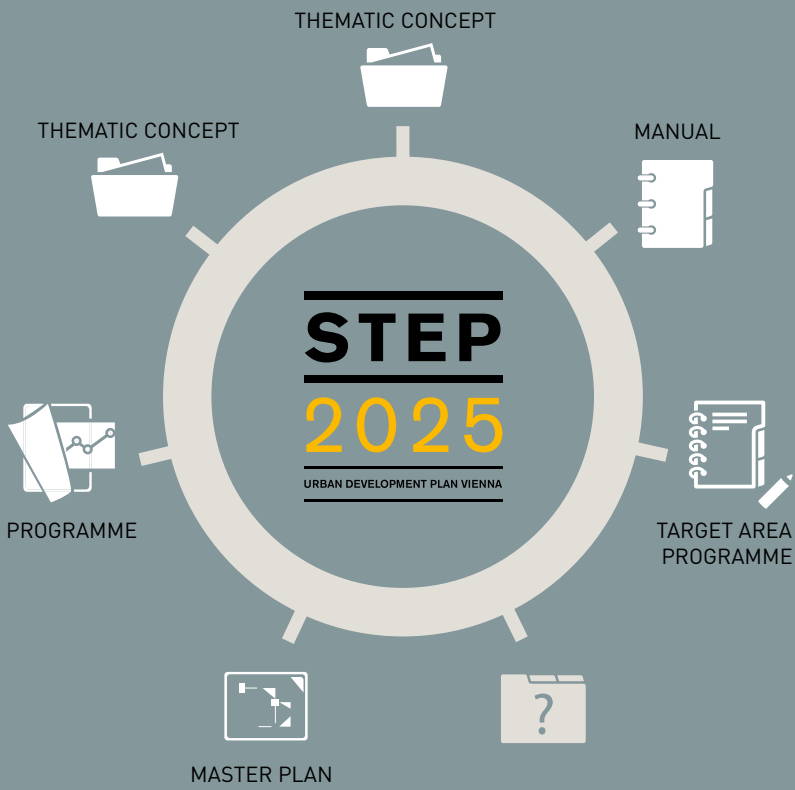 THEMATIC CONCEPT
THEMATIC CONCEPT
MANUAL
STEP
2025
URBAN DEVELOPMENT PLAN VIENNA
PROGRAMME
TARGET AREA
PROGRAMME
?
MASTER PLAN